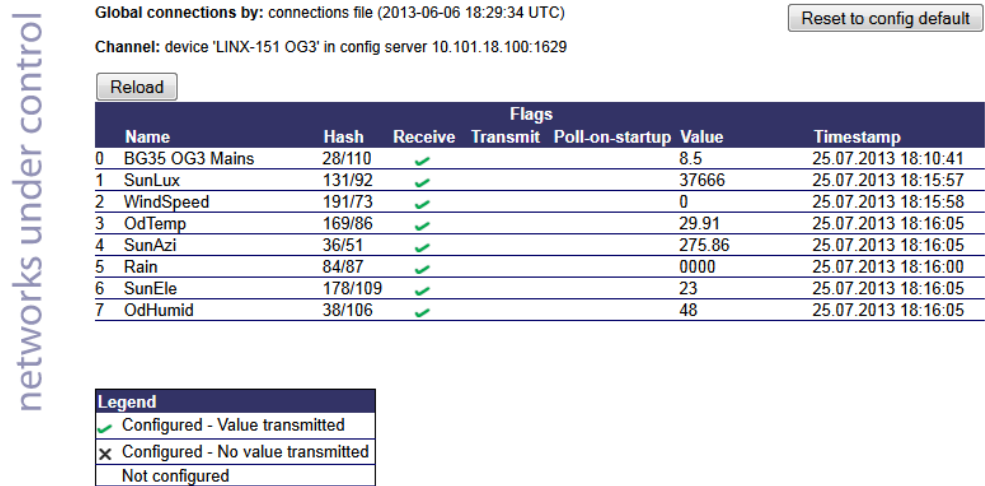 networks under control
Global connections by: connections file (2013-06-06 18:29:34 UTC)
Reset to config default
Channel: device 'LINX-151 OG3' in config server 10.101.18.100:1629
Reload
Flags
Name Hash Receive Transmit Poll-on-startup Value Timestamp
0 BG35 OG3 Mains 28/110 8.5 25.07.2013 18:10:41
1 SunLux 131/92 37666 25.07.2013 18:15:57
2 WindSpeed 191/73 0 25.07.2013 18:15:58
3 OdTemp 169/86 29.91 25.07.2013 18:16:05
4 SunAzi 36/51 275.86 25.07.2013 18:16:05
5 Rain 84/87 0000 25.07.2013 18:16:00
6 SunEle 178/109 23 25.07.2013 18:16:05
7 OdHumid 38/106 48 25.07.2013 18:16:05
Legend
Configured - Value transmitted
Configured - No value transmitted
Not configured